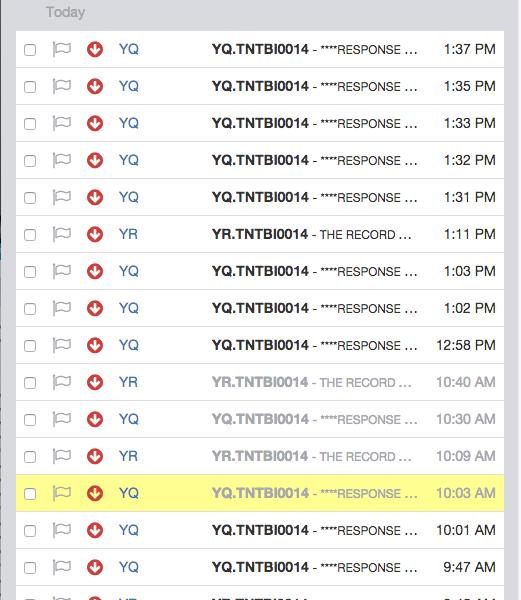 Today
YQ YQ.TNTBI0014 - ****RESPONSE ... 1:37 PM
YQ YQ.TNTBI0014 - ****RESPONSE ... 1:35 PM
YQ YQ.TNTBI0014 - ****RESPONSE ... 1:33 PM
YQ YQ.TNTBI0014 - ****RESPONSE ... 1:32 PM
YQ YQ.TNTBI0014 - ****RESPONSE ... 1:31 PM
YR YR.TNTBI0014 - THE RECORD ... 1:11 PM
YQ YQ.TNTBI0014 - ****RESPONSE ... 1:03 PM
YQ YQ.TNTBI0014 - ****RESPONSE ... 1:02 PM
YQ YQ.TNTBI0014 - ****RESPONSE ... 12:58 PM
YR YR.TNTBI0014 - THE RECORD ... 10:40 AM
YQ YQ.TNTBI0014 - ****RESPONSE ... 10:30 AM
YR YR.TNTBI0014 - THE RECORD ... 10:09 AM
YQ YQ.TNTBI0014 - ****RESPONSE ... 10:03 AM
YQ YQ.TNTBI0014 - ****RESPONSE ... 10:01 AM
YQ YQ.TNTBI0014 - ****RESPONSE ... 9:47 AM